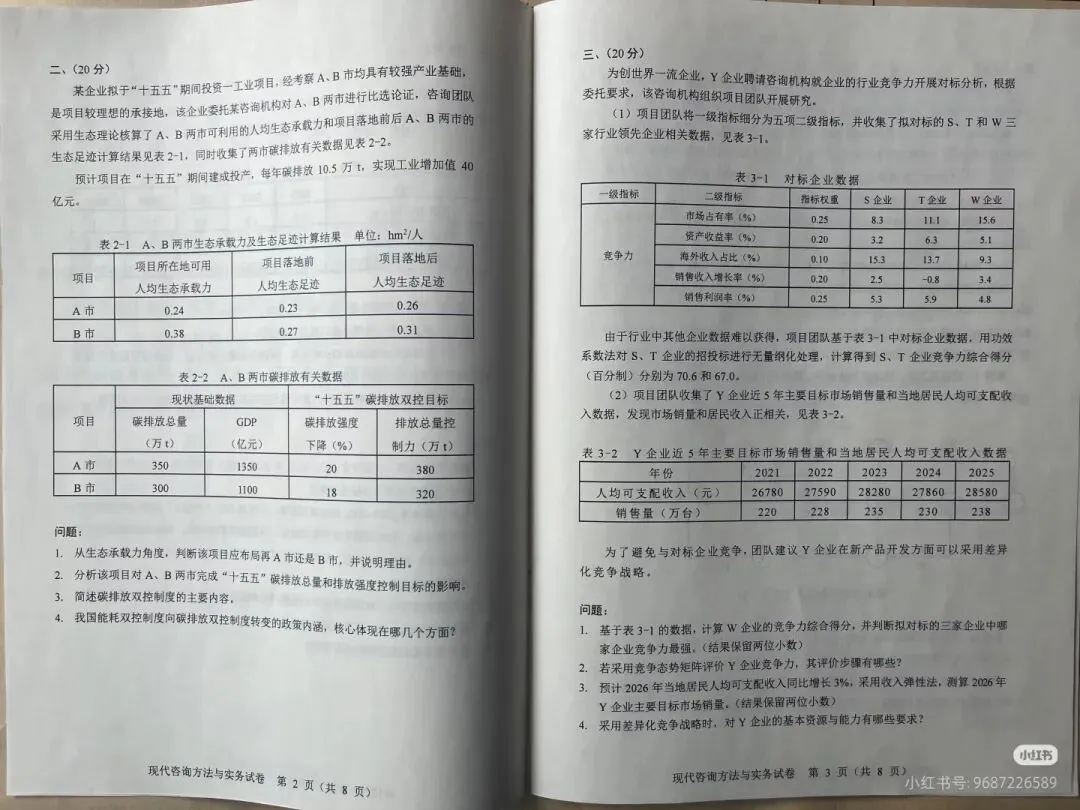 二、（20分）
某企业拟于“十五五”期间投资一工业项目，经考察A、B市均具有较强产业基础，
是项目较理想的承接地，该企业委托某咨询机构对A、B两市进行比选论证，咨询团队
采用生态理论核算了A、B两市可利用的人均生态承载力和项目落地前后A、B两市的
生态足迹计算结果见表2-1，同时收集了两市碳排放有关数据见表2-2。
预计项目在“十五五”期间建成投产，每年碳排放10.5万t，实现工业增加值40
亿元。
表2-1 A、B两市生态承载力及生态足迹计算结果 单位：hm²/人
项目 项目所在地可用人均生态承载力 项目落地前人均生态足迹 项目落地后人均生态足迹
A市 0.24 0.23 0.26
B市 0.38 0.27 0.31
表2-2 A、B两市碳排放有关数据
项目 现状基础数据 “十五五”碳排放双控目标
碳排放总量（万t） GDP（亿元） 碳排放强度下降（%） 排放总量控制力（万t）
A市 350 1350 20 380
B市 300 1100 18 320
问题：
1. 从生态承载力角度，判断该项目应布局再A市还是B市，并说明理由。
2. 分析该项目对A、B两市完成“十五五”碳排放总量和排放强度控制目标的影响。
3. 简述碳排放双控制度的主要内容。
4. 我国能耗双控制度向碳排放双控制度转变的政策内涵，核心体现在哪几个方面？
现代咨询方法与实务试卷 第2页（共8页）
三、（20分）
为创世界一流企业，Y企业聘请咨询机构就企业的行业竞争力开展对标分析，根据
委托要求，该咨询机构组织项目团队开展研究。
（1）项目团队将一级指标细分为五项二级指标，并收集了拟对标的S、T和W三
家行业领先企业相关数据，见表3-1。
表3-1 对标企业数据
一级指标 二级指标 指标权重 S企业 T企业 W企业
竞争力 市场占有率（%） 0.25 8.3 11.1 15.6
资产收益率（%） 0.20 3.2 6.3 5.1
海外收入占比（%） 0.10 15.3 13.7 9.3
销售收入增长率（%） 0.20 2.5 -0.8 3.4
销售利润率（%） 0.25 5.3 5.9 4.8
由于行业中其他企业数据难以获得，项目团队基于表3-1中对标企业数据，用功效
系数法对S、T企业的招投标进行无量纲化处理，计算得到S、T企业竞争力综合得分
（百分制）分别为70.6和67.0。
（2）项目团队收集了Y企业近5年主要目标市场销售量和当地居民人均可支配收
入数据，发现市场销量和居民收入正相关，见表3-2。
表3-2 Y企业近5年主要目标市场销售量和当地居民人均可支配收入数据
年份 2021 2022 2023 2024 2025
人均可支配收入（元） 26780 27590 28280 27860 28580
销售量（万台） 220 228 235 230 238
为了避免与对标企业竞争，团队建议Y企业在新产品开发方面可以采用差异
化竞争战略。
问题：
1. 基于表3-1的数据，计算W企业的竞争力综合得分，并判断拟对标的三家企业中哪
家企业竞争力最强。（结果保留两位小数）
2. 若采用竞争态势矩阵评价Y企业竞争力，其评价步骤有哪些？
3. 预计2026年当地居民人均可支配收入同比增长3%，采用收入弹性法，测算2026年
Y企业主要目标市场销量。（结果保留两位小数）
4. 采用差异化竞争战略时，对Y企业的基本资源与能力有哪些要求？
现代咨询方法与实务试卷 第3页（共8页）
小红书
小红书号：9687226589